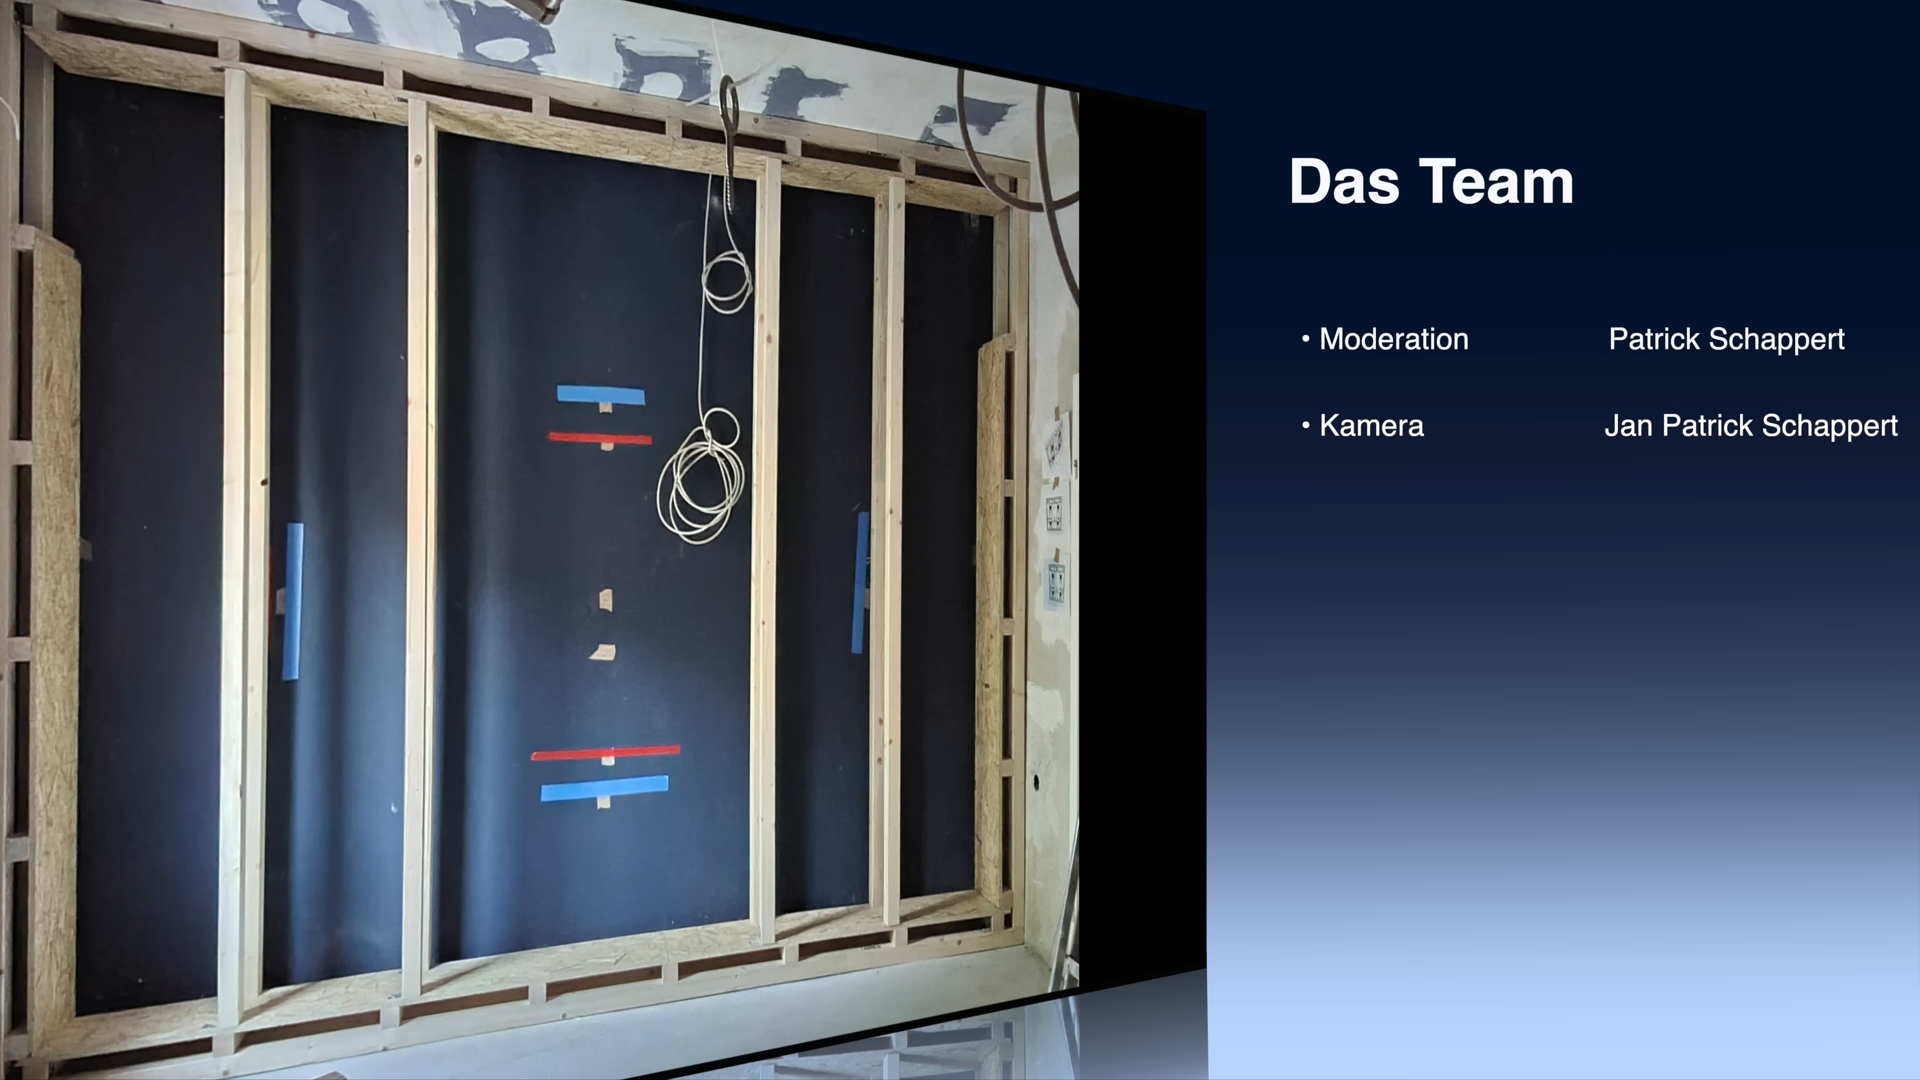 Das Team
• Moderation Patrick Schappert
• Kamera Jan Patrick Schappert